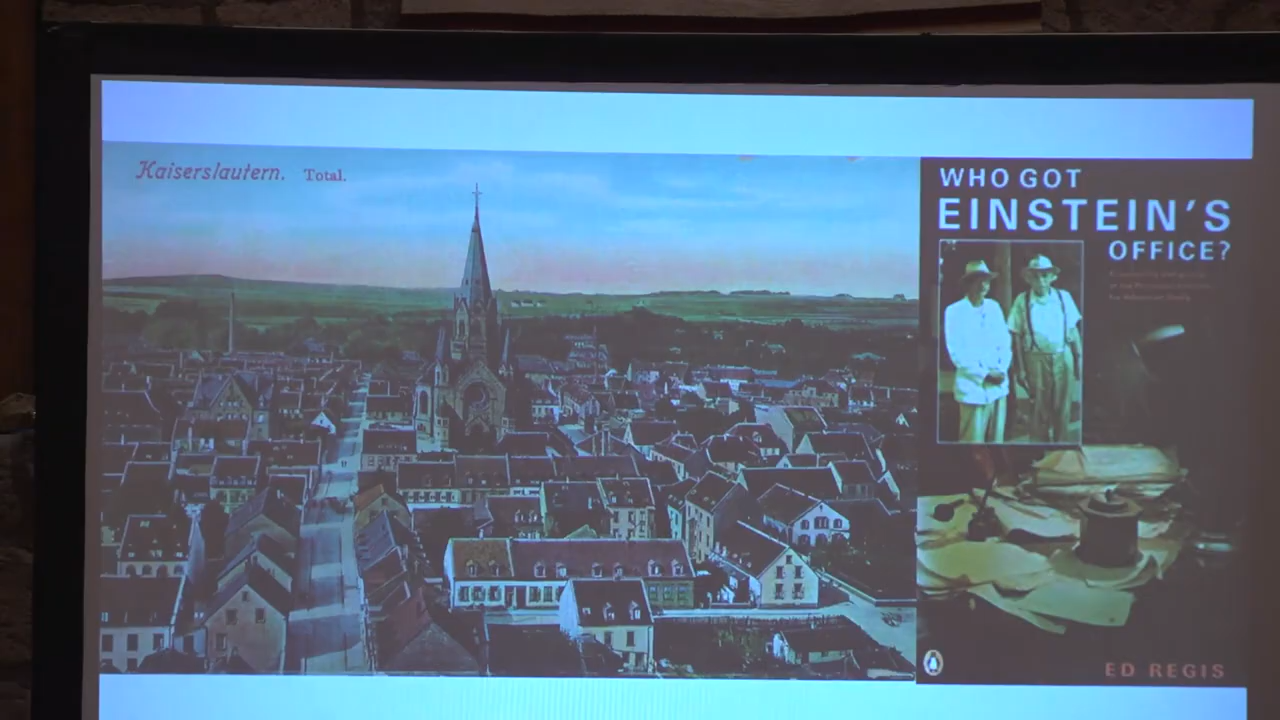 Kaiserslautern. Total.
WHO GOT
EINSTEIN'S
OFFICE?
ED REGIS